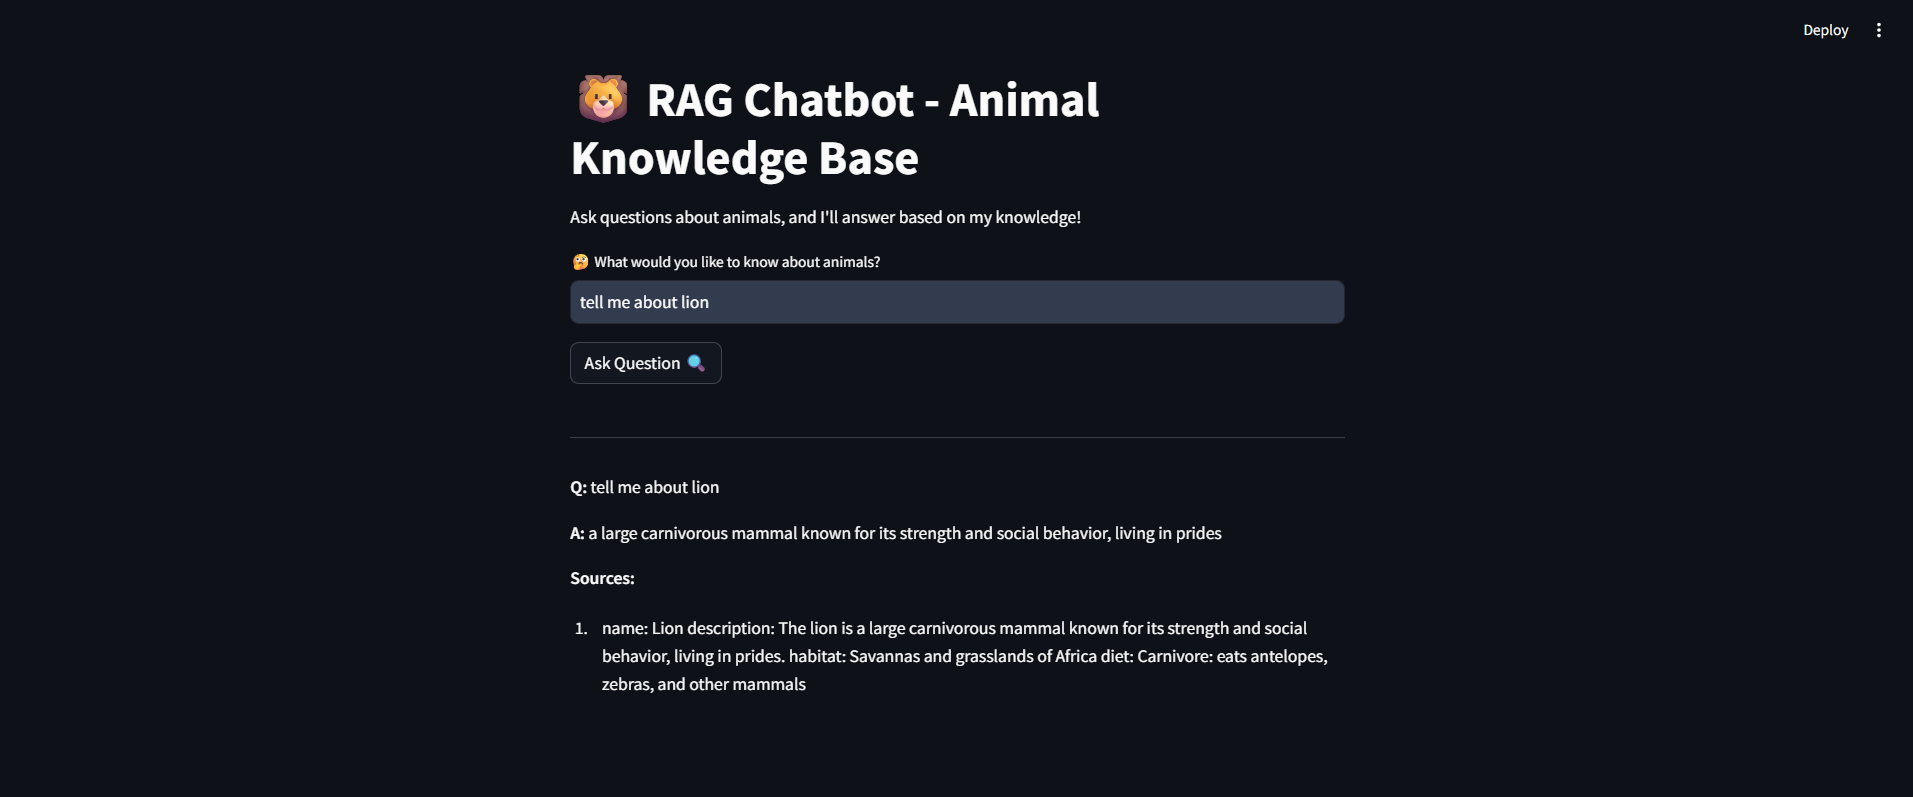 Deploy
RAG Chatbot - Animal
Knowledge Base
Ask questions about animals, and I'll answer based on my knowledge!
What would you like to know about animals?
tell me about lion
Ask Question
Q: tell me about lion
A: a large carnivorous mammal known for its strength and social behavior, living in prides
Sources:
1. name: Lion description: The lion is a large carnivorous mammal known for its strength and social
behavior, living in prides. habitat: Savannas and grasslands of Africa diet: Carnivore: eats antelopes,
zebras, and other mammals